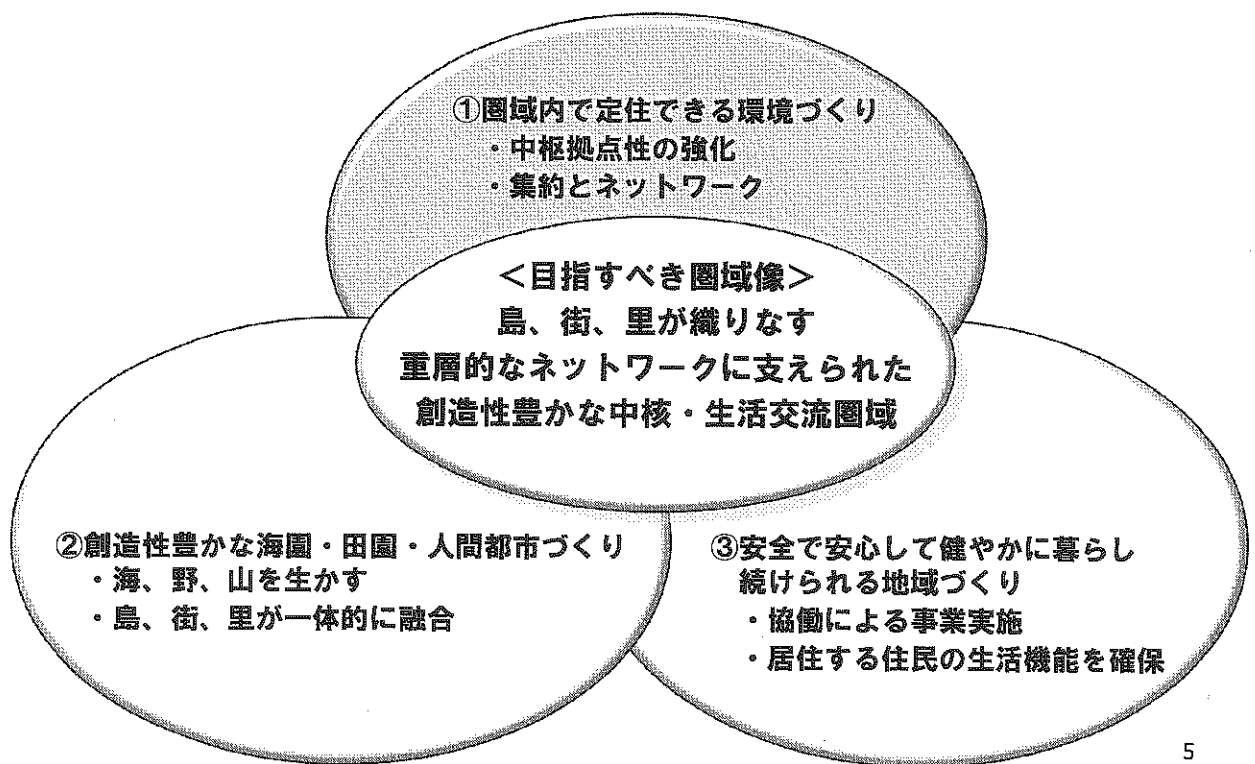 ①圏域内で定住できる環境づくり
・中枢拠点性の強化
・集約とネットワーク
＜目指すべき圏域像＞
島、街、里が織りなす
重層的なネットワークに支えられた
創造性豊かな中核・生活交流圏域
②創造性豊かな海園・田園・人間都市づくり
・海、野、山を生かす
・島、街、里が一体的に融合
③安全で安心して健やかに暮らし
続けられる地域づくり
・協働による事業実施
・居住する住民の生活機能を確保
5